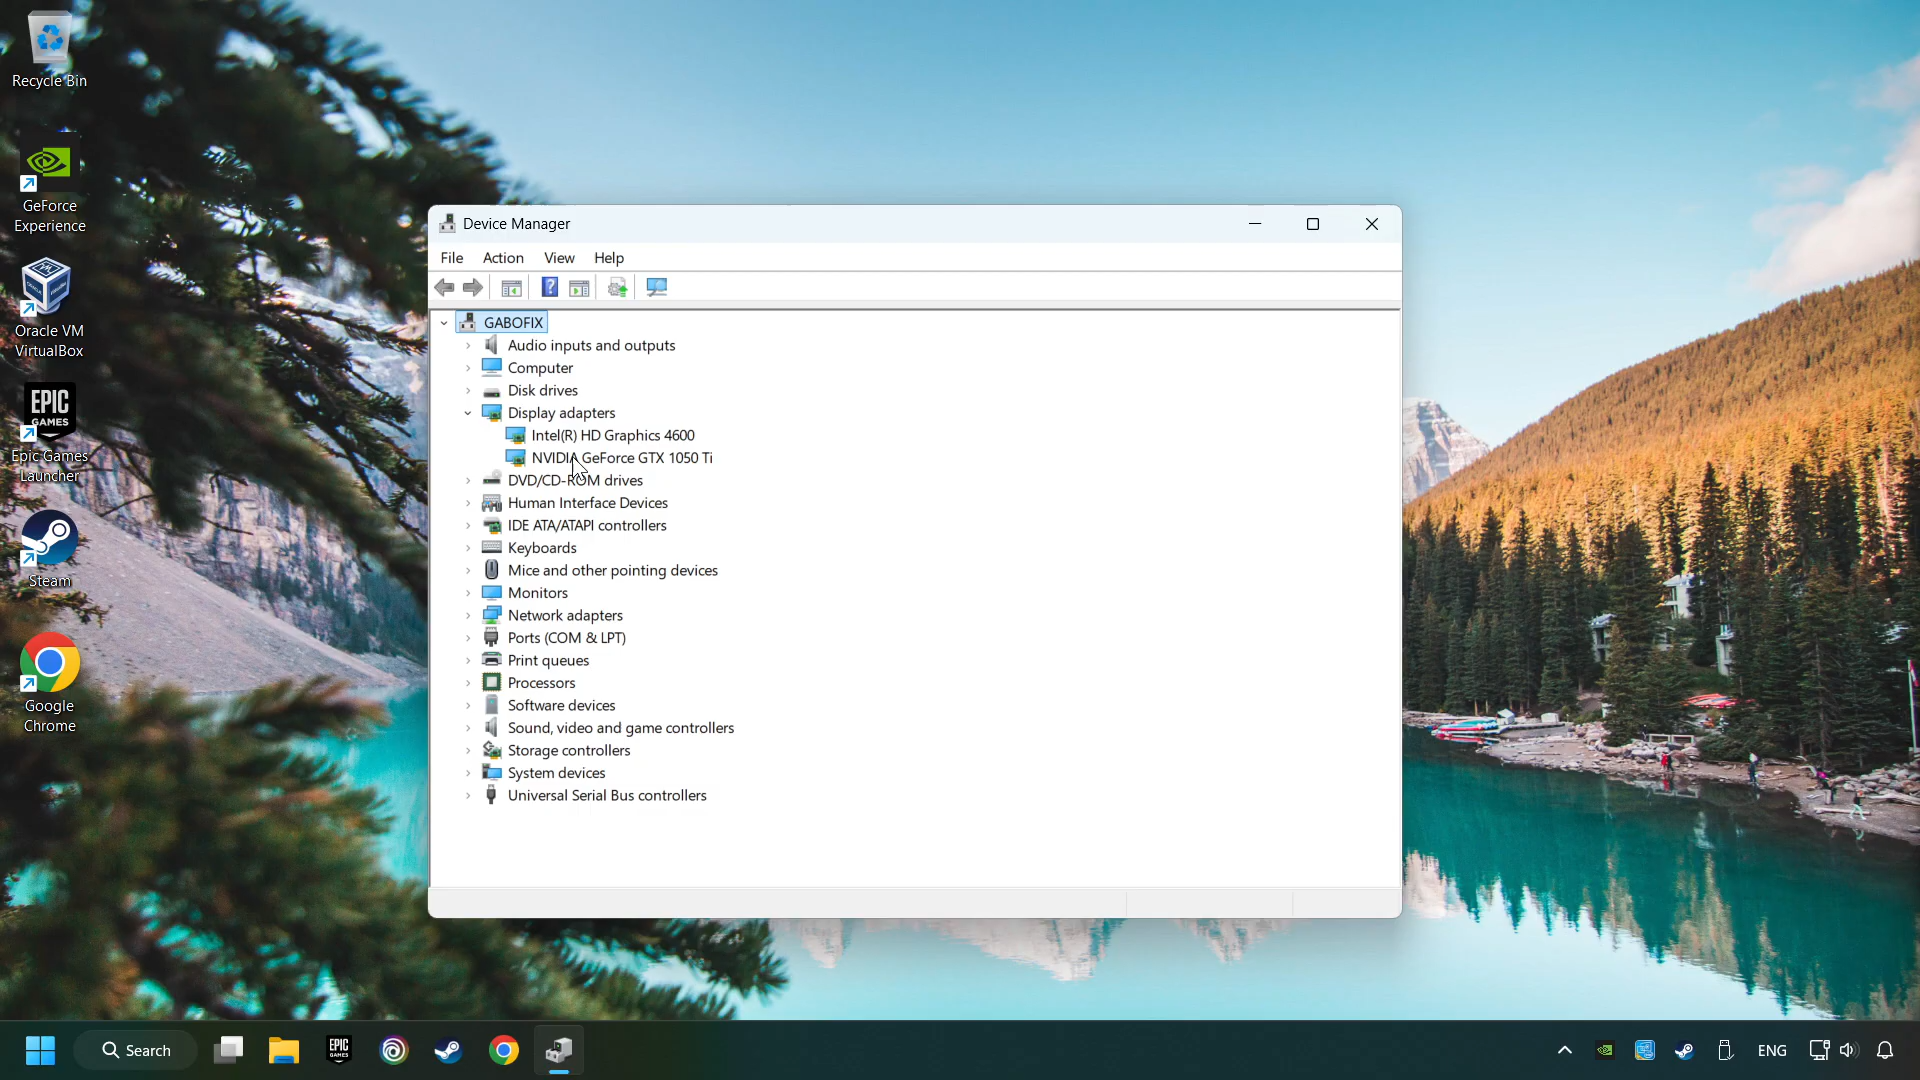 Recycle Bin
GeForce
Experience
Oracle VM
VirtualBox
EPIC
GAMES
Epic Games
Launcher
Steam
Google
Chrome
Device Manager
File Action View Help
GABOFIX
Audio inputs and outputs
Computer
Disk drives
Display adapters
Intel(R) HD Graphics 4600
NVIDIA GeForce GTX 1050 Ti
DVD/CD-ROM drives
Human Interface Devices
IDE ATA/ATAPI controllers
Keyboards
Mice and other pointing devices
Monitors
Network adapters
Ports (COM & LPT)
Print queues
Processors
Software devices
Sound, video and game controllers
Storage controllers
System devices
Universal Serial Bus controllers
Search
EPIC
GAMES
ENG